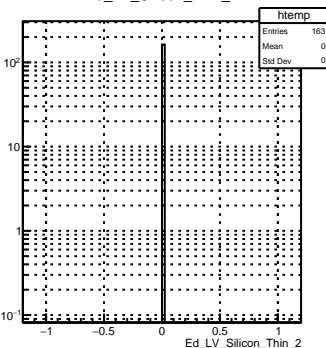 htemp
Entries 163
Mean 0
Std Dev 0
10²
10
1
10⁻¹
−1 −0.5 0 0.5 1
Ed_LV_Silicon_Thin_2